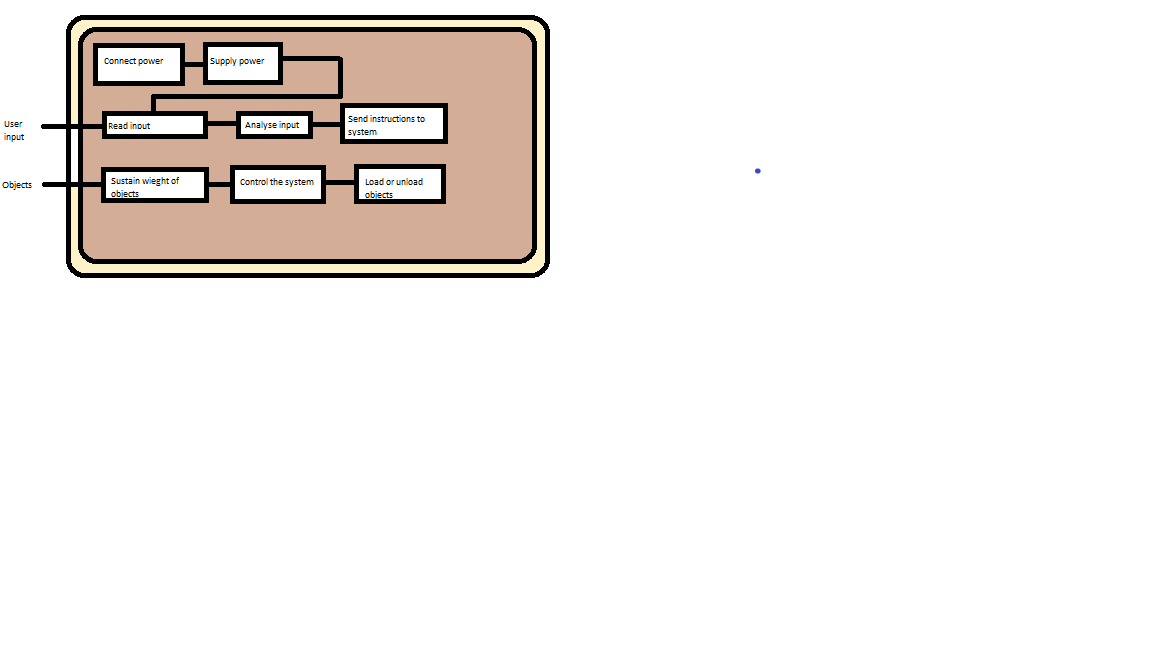 Connect power
Supply power
User
input
Read input
Analyse input
Send instructions to
system
Objects
Sustain wieght of
objects
Control the system
Load or unload
objects